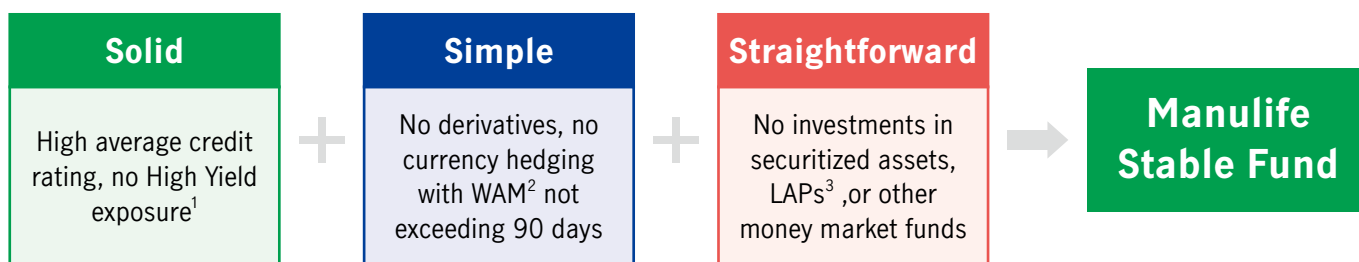 Solid
High average credit
rating, no High Yield
exposure¹
+
Simple
No derivatives, no
currency hedging
with WAM² not
exceeding 90 days
+
Straightforward
No investments in
securitized assets,
LAPs³ ,or other
money market funds
Manulife
Stable Fund